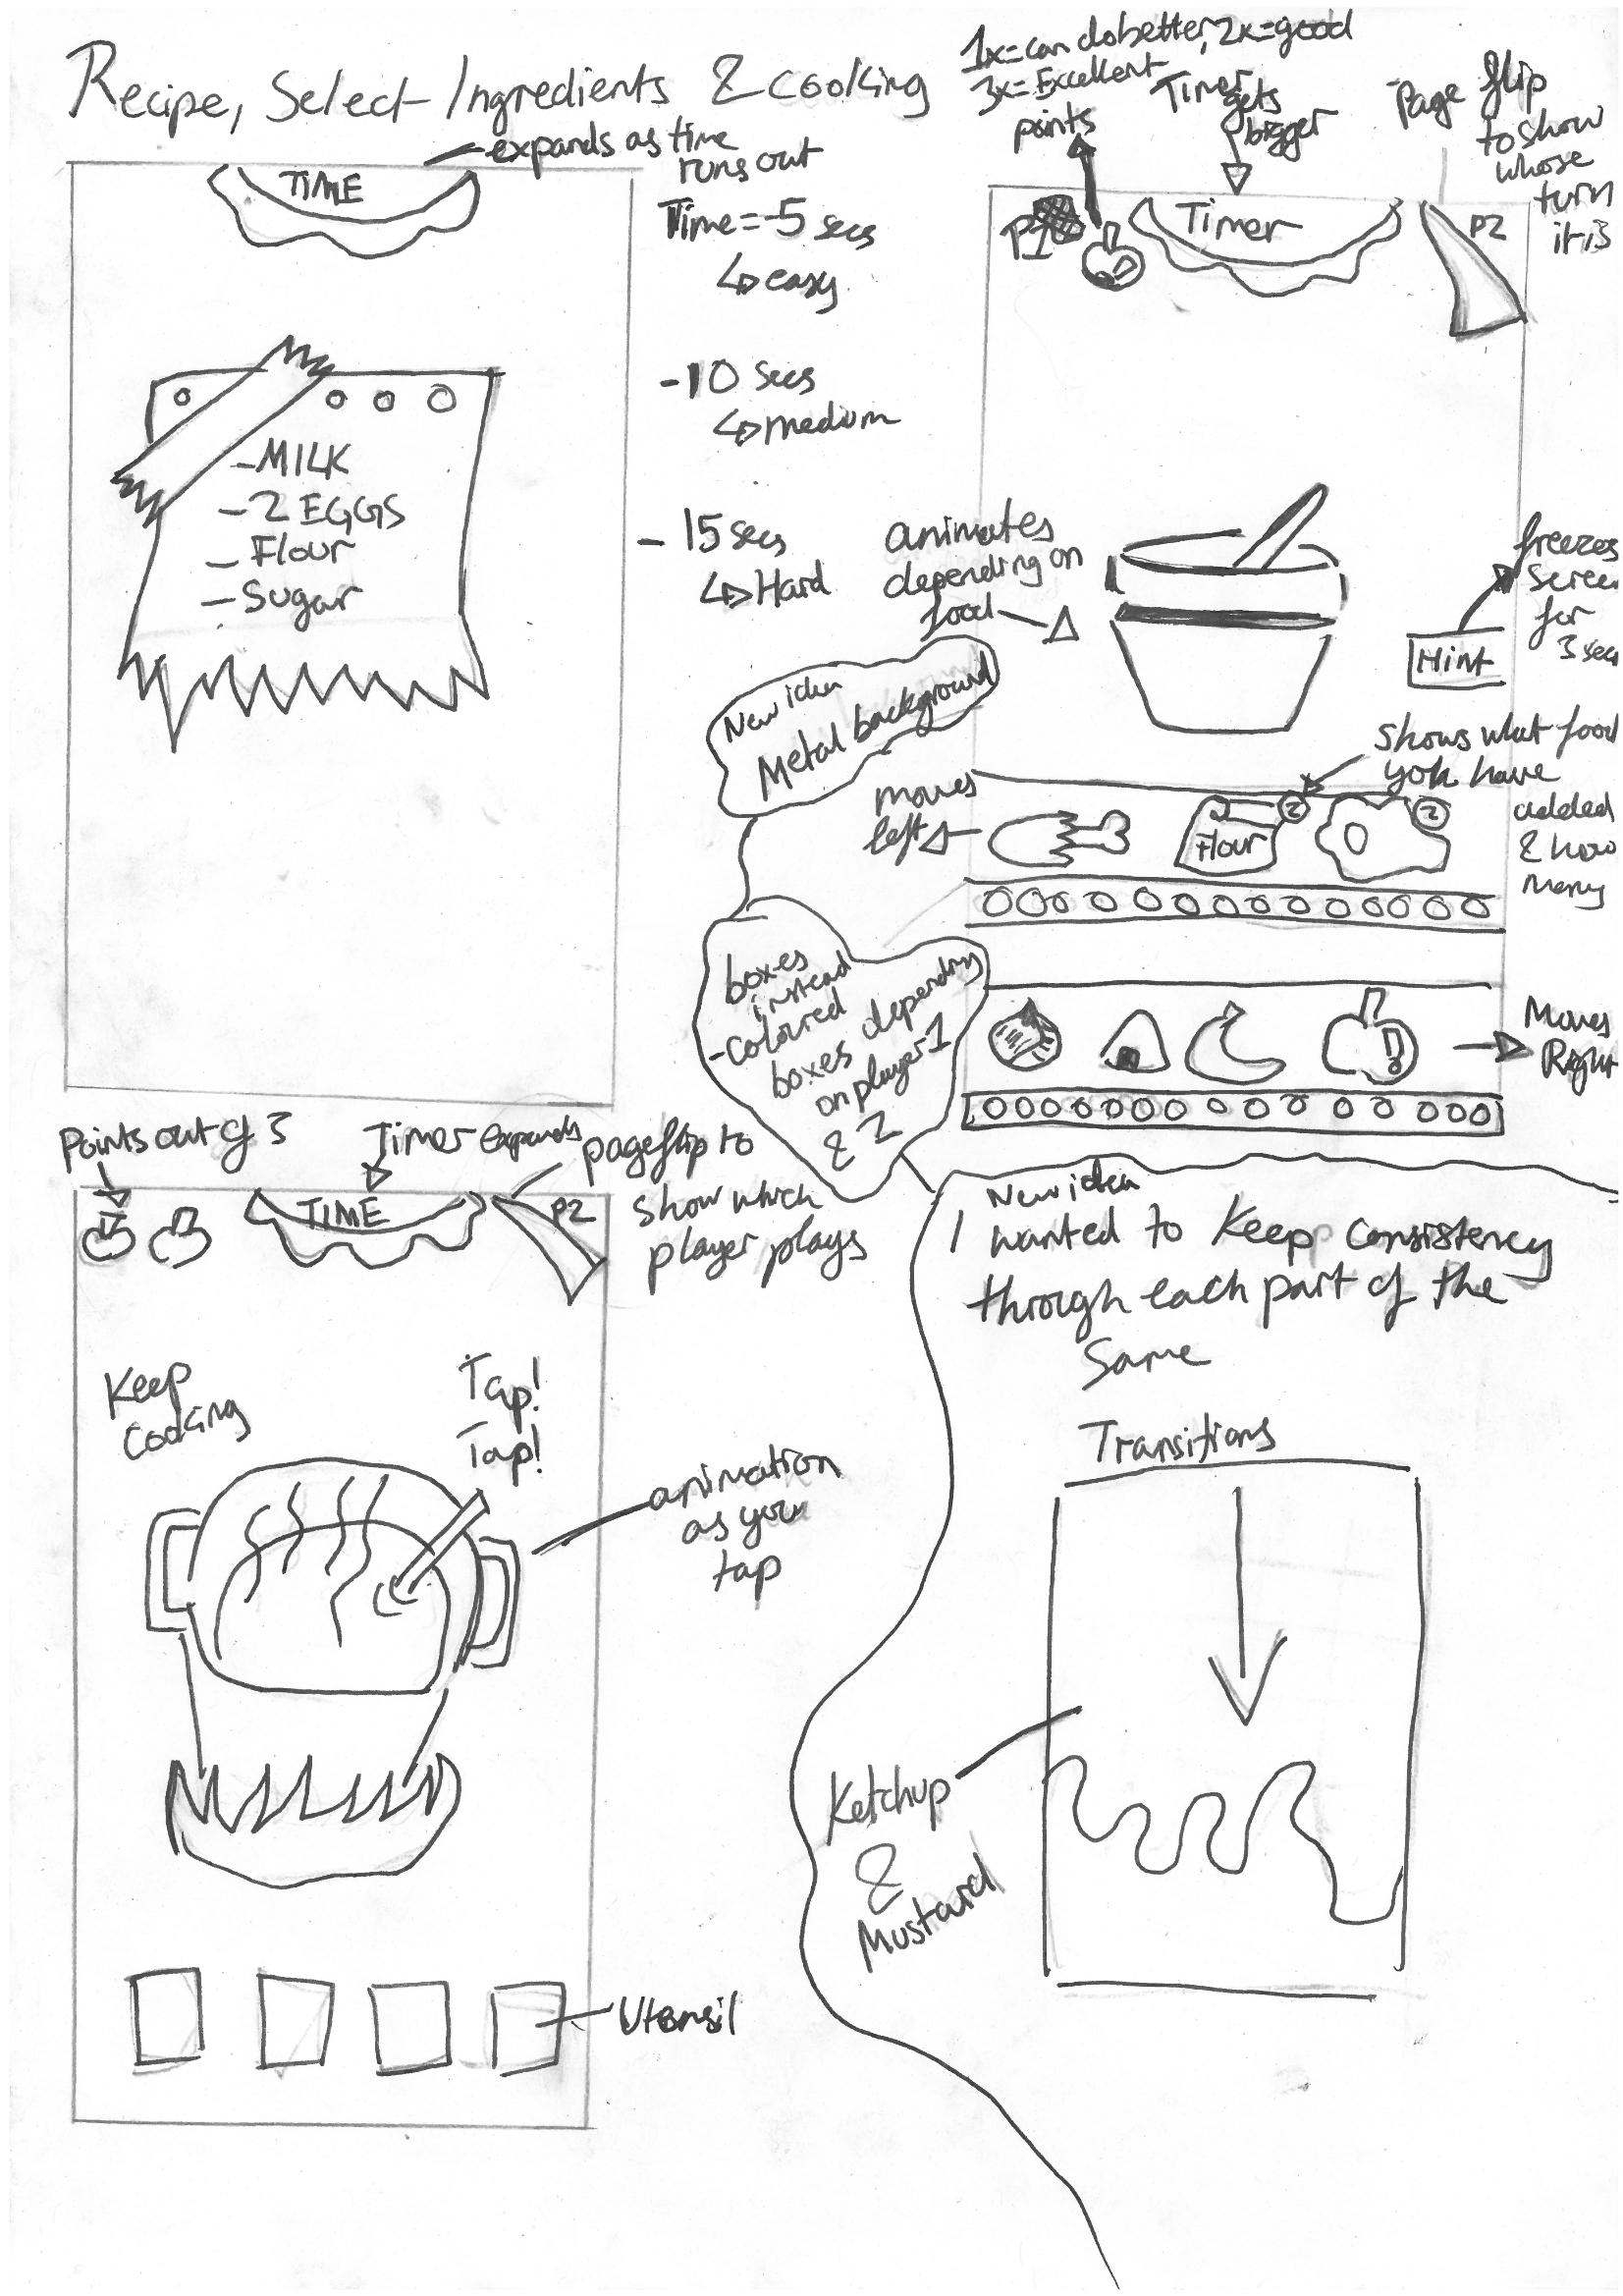 Recipe, Select Ingredients & cooking
expands as time
runs out
TIME
Time = -5 secs
↳ easy
-10 secs
↳ medium
- 15 secs
↳ Hard
-MILK
-2 EGGS
- Flour
- Sugar
1x=can do better, 2x=good
3x=Excellent
points
Timer
gets
bigger
Page flip
to show
whose
turn
it is
P1
Timer
P2
animates
depending on
food
freezes
screen
for
3 secs
Hint
New idea
Metal background
shows what food
you have
added
& how
many
moves
left
Flour
2
2
boxes
instead
-coloured
boxes depending
on player 1
& 2
Moves
Right
Points out of 3
Timer expands
page flip to
show which
player plays
TIME
P2
Keep
Cooking
Tap!
Tap!
animation
as you
tap
Utensil
New idea
I wanted to Keep consistency
through each part of the
Same
Transitions
Ketchup
&
Mustard